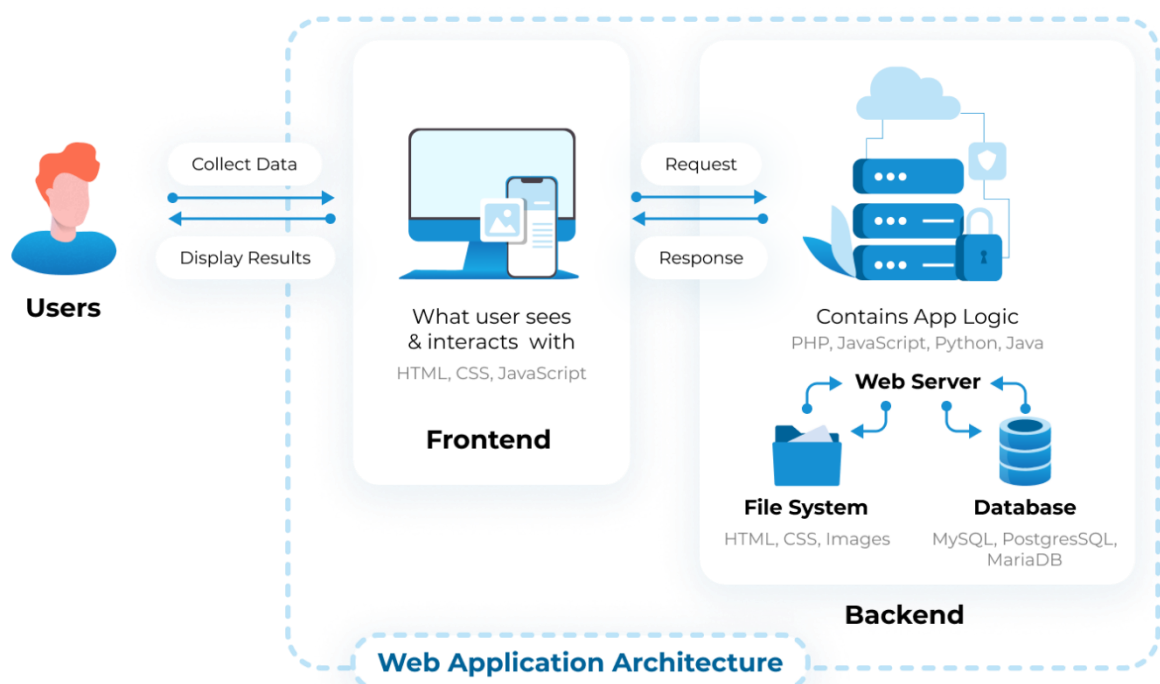 Collect Data
Display Results
Users
What user sees
& interacts with
HTML, CSS, JavaScript
Frontend
Request
Response
Contains App Logic
PHP, JavaScript, Python, Java
Web Server
File System
HTML, CSS, Images
Database
MySQL, PostgresSQL,
MariaDB
Backend
Web Application Architecture